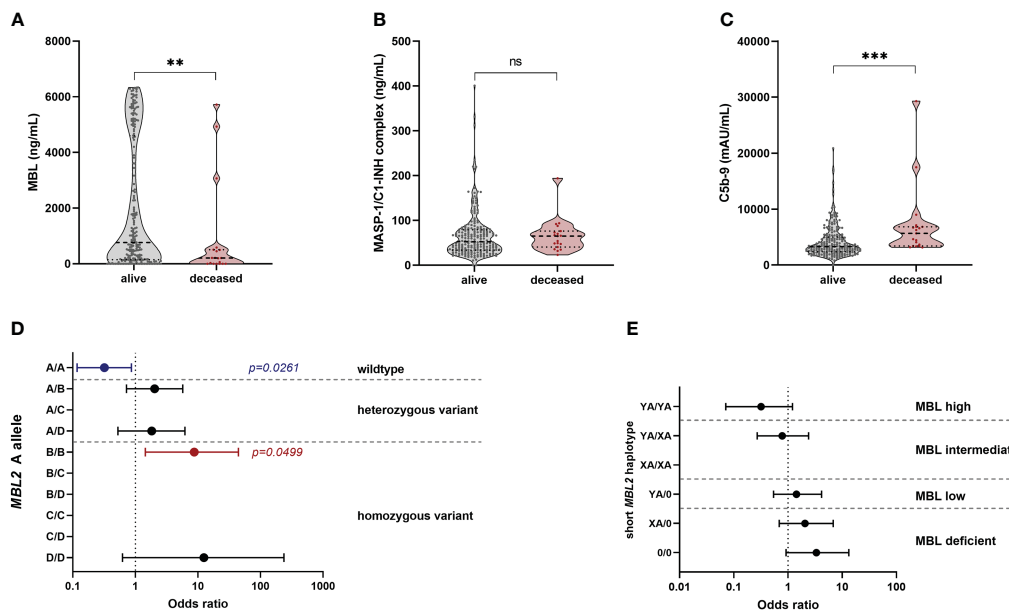 A
MBL (ng/mL)
8000
6000
4000
2000
0
**
alive
deceased
B
MASP-1/C1-INH complex (ng/mL)
500
400
300
200
100
0
ns
alive
deceased
C
C5b-9 (mAU/mL)
40000
30000
20000
10000
0
***
alive
deceased
D
MBL2 A allele
A/A
p=0.0261
wildtype
A/B
A/C
heterozygous variant
A/D
B/B
p=0.0499
B/C
B/D
C/C
homozygous variant
C/D
D/D
0.1
1
10
100
1000
Odds ratio
E
short MBL2 haplotype
YA/YA
MBL high
YA/XA
MBL intermediat
XA/XA
YA/0
MBL low
XA/0
MBL deficient
0/0
0.01
0.1
1
10
100
Odds ratio